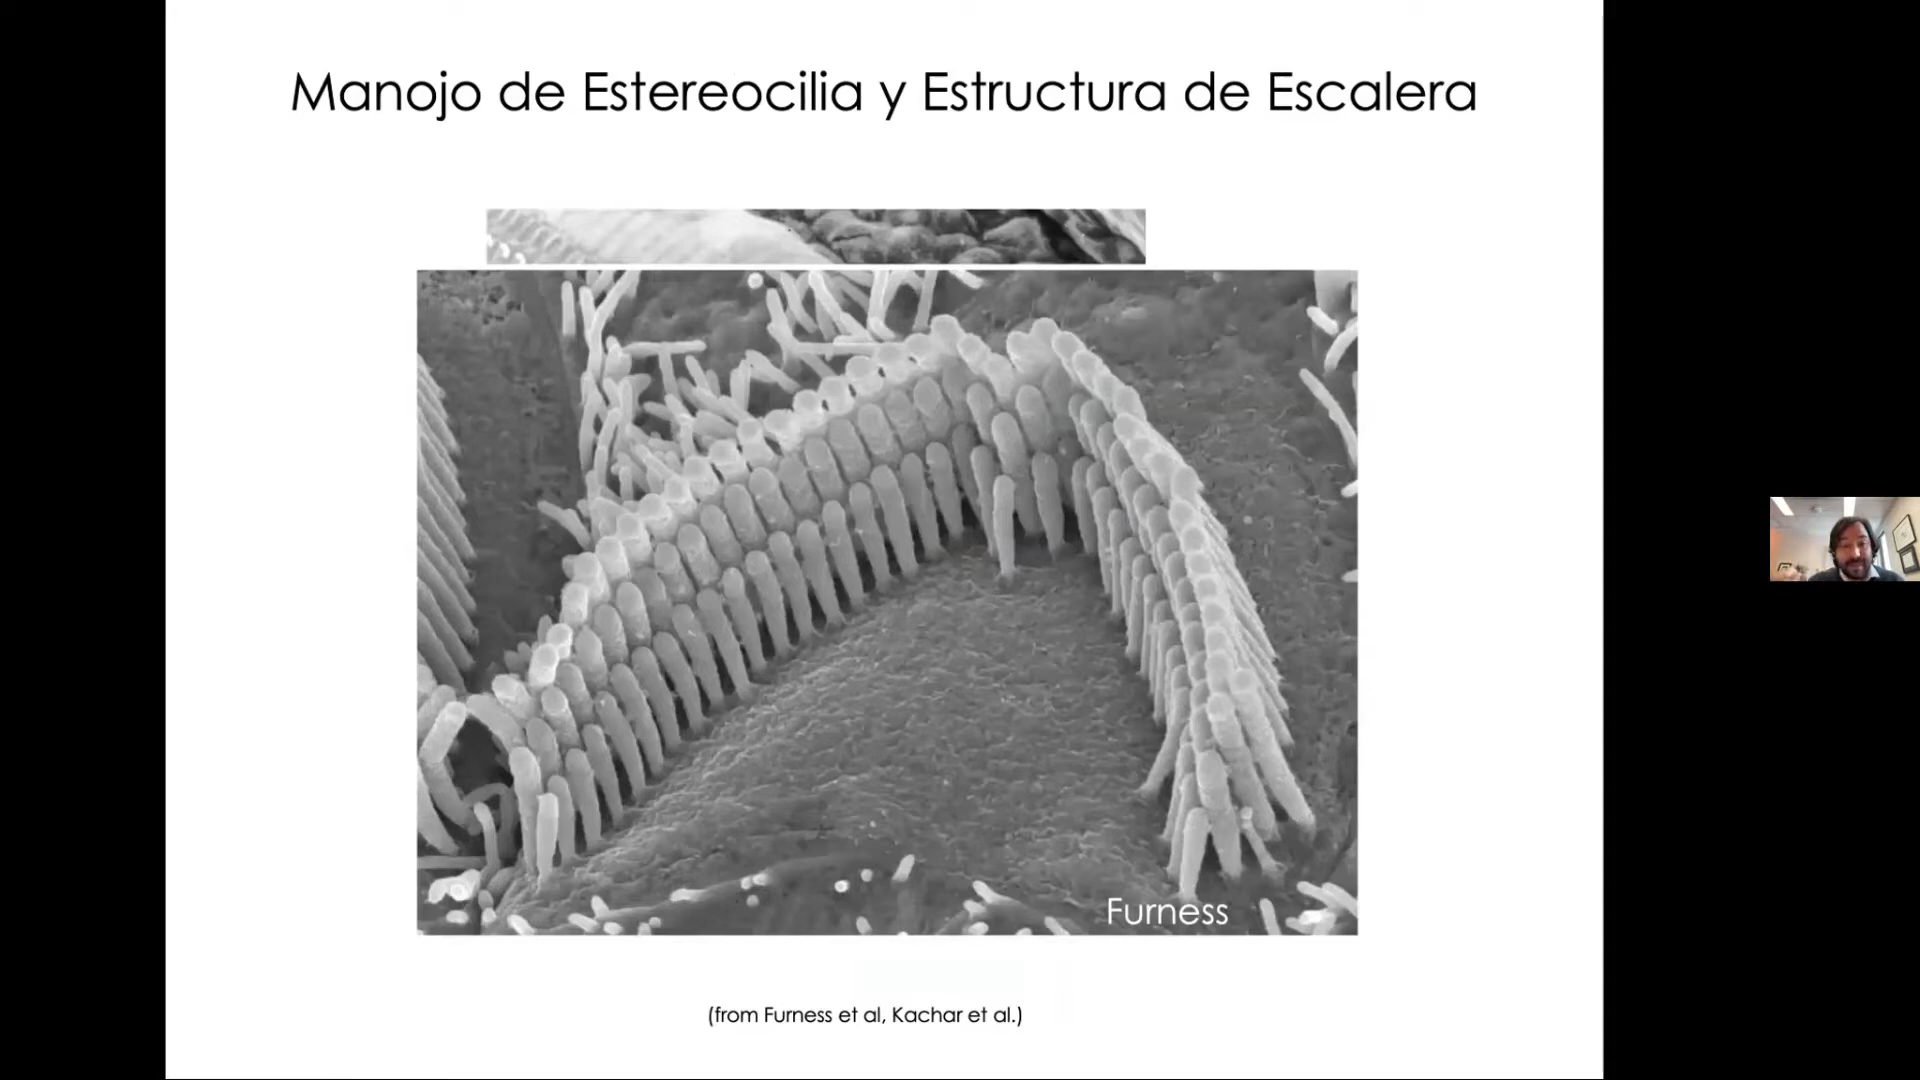 Manojo de Estereocilia y Estructura de Escalera
Furness
(from Furness et al, Kachar et al.)